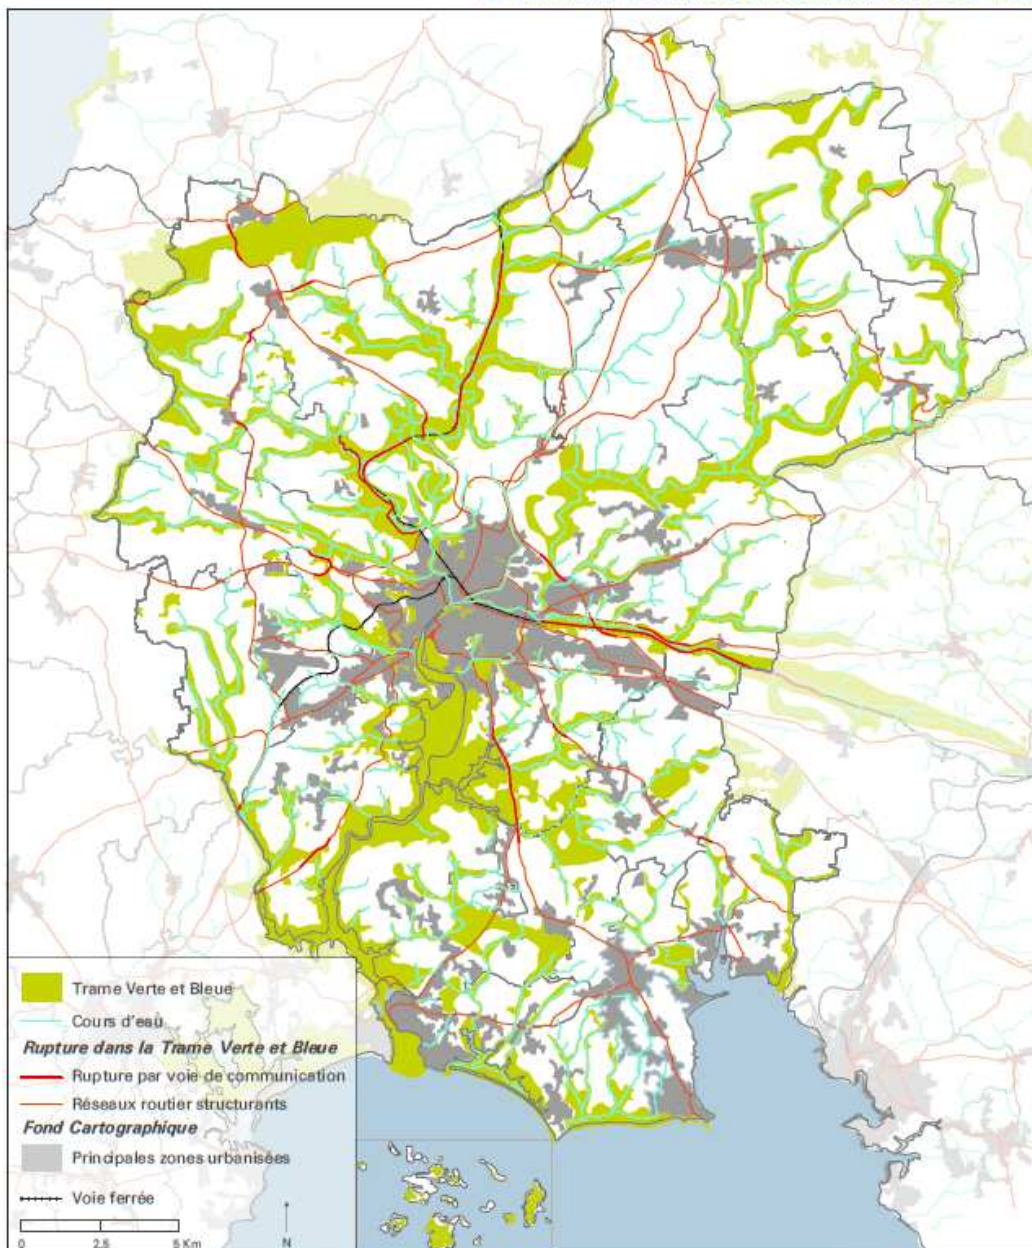 Trame Verte et Bleue
Cours d'eaù
Rupture dans la Trame Verte et Bleue
Rupture par voie de communication
Réseaux routier structurants
Fond Cartographique
Principales zones urbanisées
Voie ferrée
0 2.5 5 Km
N